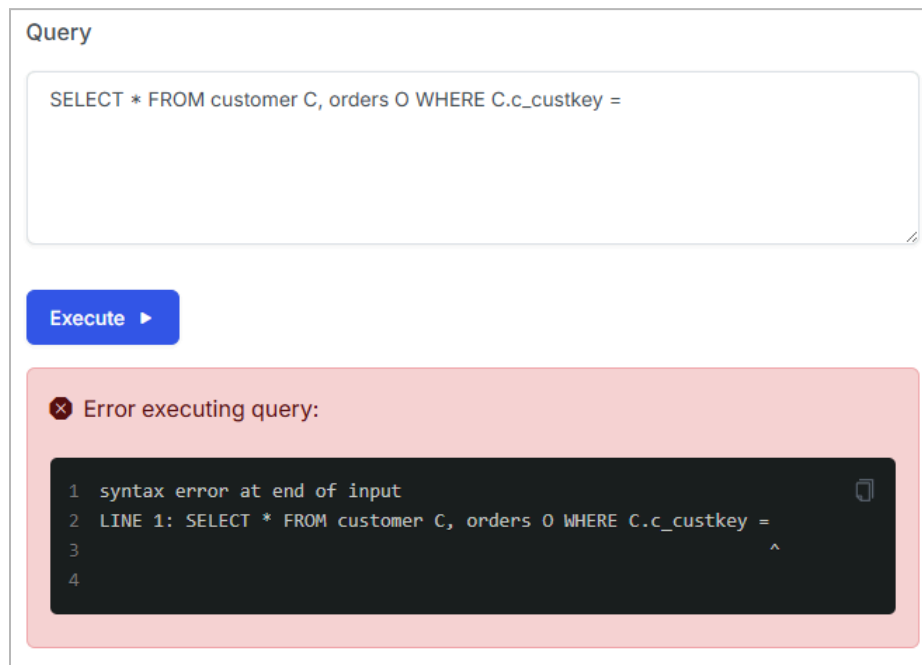 Query
SELECT * FROM customer C, orders O WHERE C.c_custkey =
Execute
Error executing query:
1 syntax error at end of input
2 LINE 1: SELECT * FROM customer C, orders O WHERE C.c_custkey =
3 ^
4